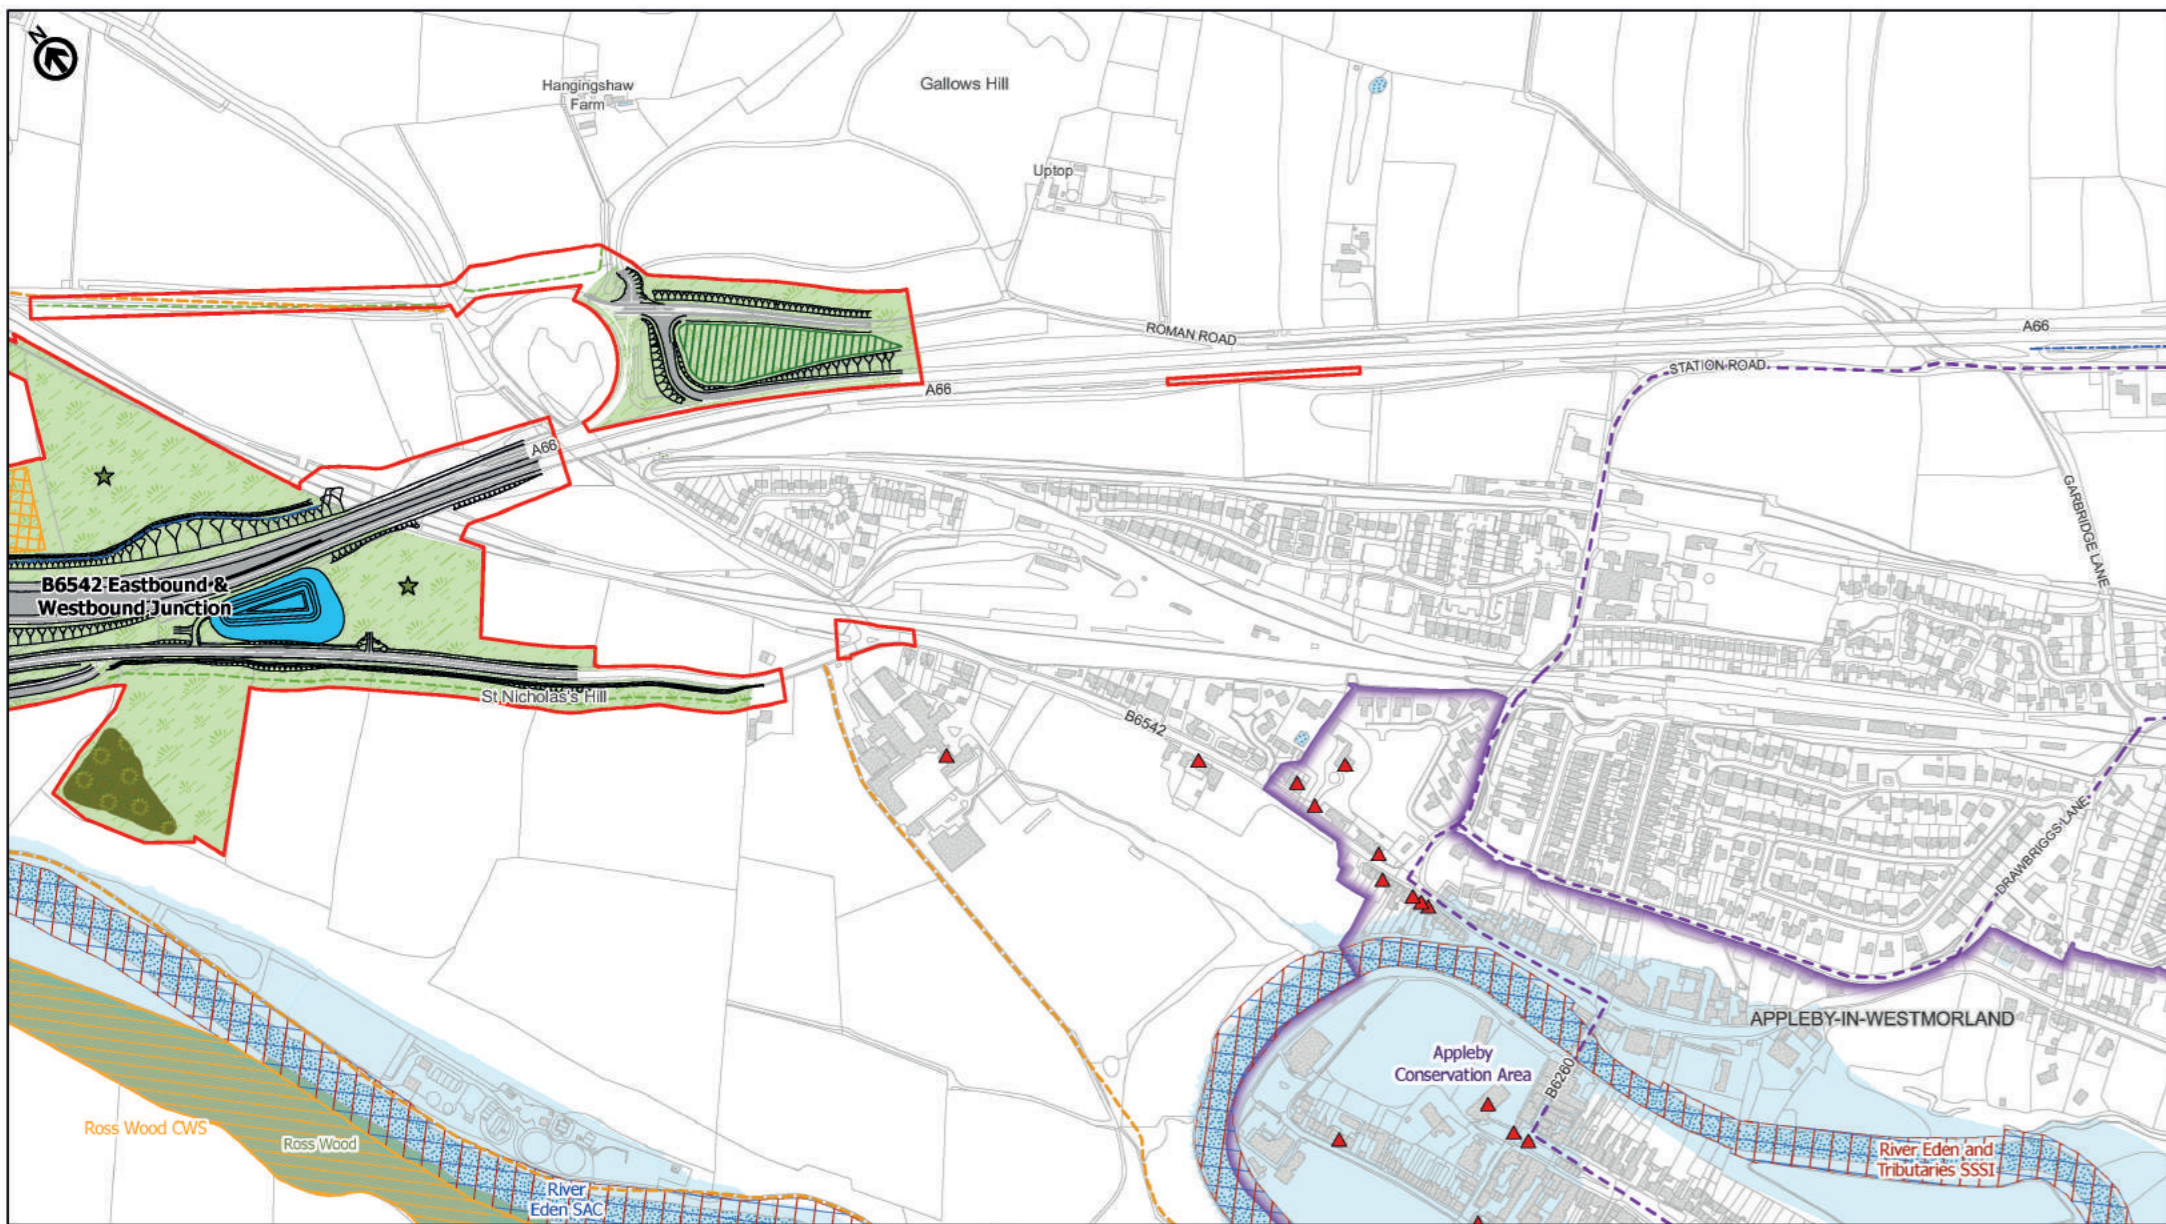 N
Hangingshaw
Farm
Gallows Hill
Uptop
ROMAN ROAD
A66
STATION ROAD
A66
A66
GARBRIDGE LANE
B6542 Eastbound &
Westbound Junction
St Nicholas's Hill
B6542
DRAWBRIGGS LANE
APPLEBY-IN-WESTMORLAND
Appleby
Conservation Area
B6260
Ross Wood CWS
Ross Wood
River
Eden SAC
River Eden and
Tributaries SSSI